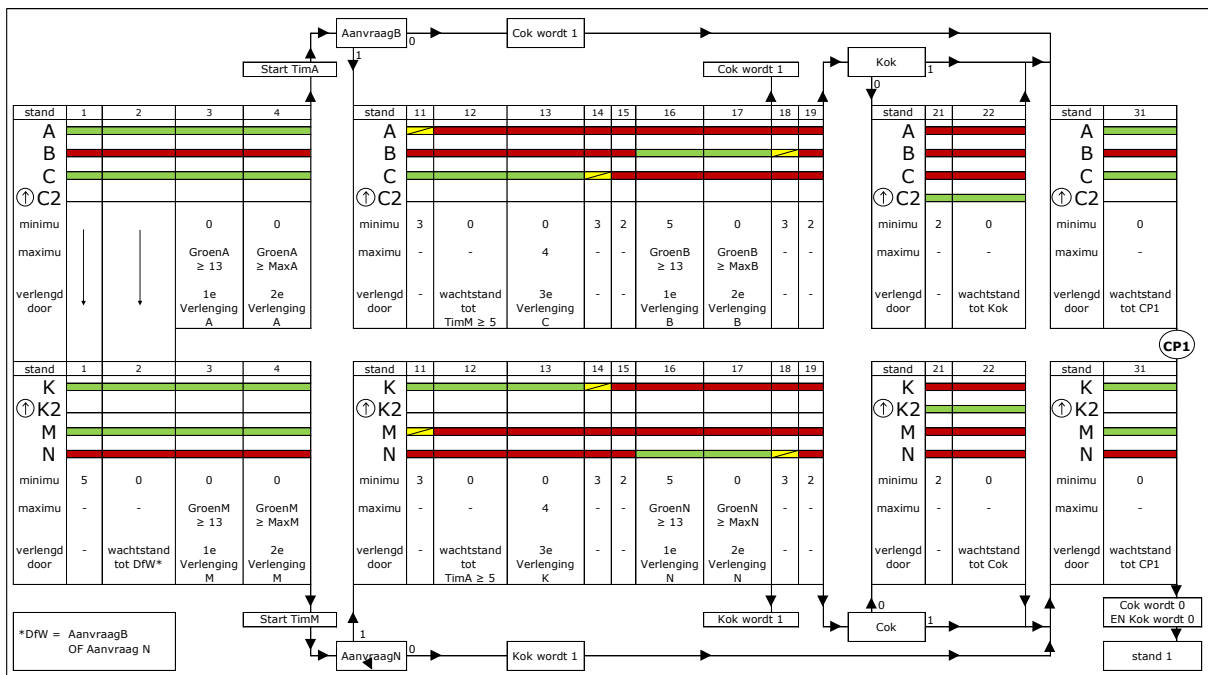 AanvraagB
0
1
Cok wordt 1
Start TimA
Cok wordt 1
Kok
0
1
stand 1 2 3 4
A
B
C
↑ C2
minimu 0 0
maximu GroenA ≥ 13 GroenA ≥ MaxA
verlengd door 1e Verlenging A 2e Verlenging A
stand 11 12 13 14 15 16 17 18 19
A
B
C
↑ C2
minimu 3 0 0 3 2 5 0 3 2
maximu - - 4 - - GroenB ≥ 13 GroenB ≥ MaxB - -
verlengd door - wachtstand tot TimM ≥ 5 3e Verlenging C - - 1e Verlenging B 2e Verlenging B - -
stand 21 22
A
B
C
↑ C2
minimu 2 0
maximu - -
verlengd door - wachtstand tot Kok
stand 31
A
B
C
↑ C2
minimu 0
maximu -
verlengd door wachtstand tot CP1
CP1
stand 1 2 3 4
K
↑ K2
M
N
minimu 5 0 0 0
maximu - - GroenM ≥ 13 GroenM ≥ MaxM
verlengd door - wachtstand tot DfW* 1e Verlenging M 2e Verlenging M
stand 11 12 13 14 15 16 17 18 19
K
↑ K2
M
N
minimu 3 0 0 3 2 5 0 3 2
maximu - - 4 - - GroenN ≥ 13 GroenN ≥ MaxN - -
verlengd door - wachtstand tot TimA ≥ 5 3e Verlenging K - - 1e Verlenging N 2e Verlenging N - -
stand 21 22
K
↑ K2
M
N
minimu 2 0
maximu - -
verlengd door - wachtstand tot Cok
stand 31
K
↑ K2
M
N
minimu 0
maximu -
verlengd door wachtstand tot CP1
*DfW = AanvraagB
OF Aanvraag N
Start TimM
AanvraagN
1
0
Kok wordt 1
Kok wordt 1
Cok
0
1
Cok wordt 0
EN Kok wordt 0
stand 1